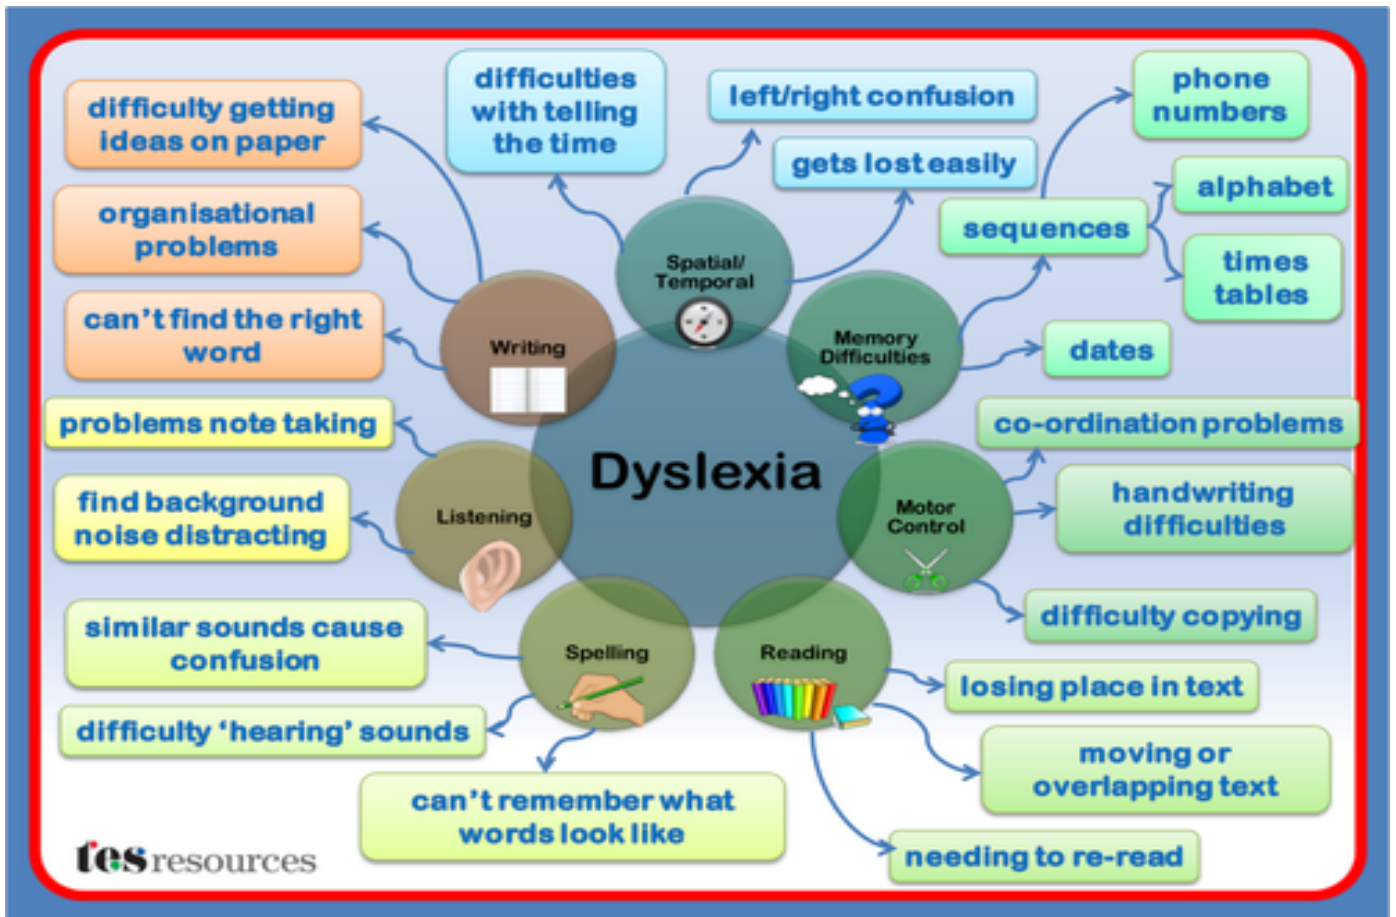 difficulty getting
ideas on paper
organisational
problems
can't find the right
word
Writing
difficulties
with telling
the time
left/right confusion
gets lost easily
Spatial/
Temporal
phone
numbers
alphabet
sequences
times
tables
dates
Memory
Difficulties
Dyslexia
problems note taking
find background
noise distracting
Listening
co-ordination problems
handwriting
difficulties
difficulty copying
Motor
Control
similar sounds cause
confusion
difficulty 'hearing' sounds
can't remember what
words look like
Spelling
Reading
losing place in text
moving or
overlapping text
needing to re-read
tes resources